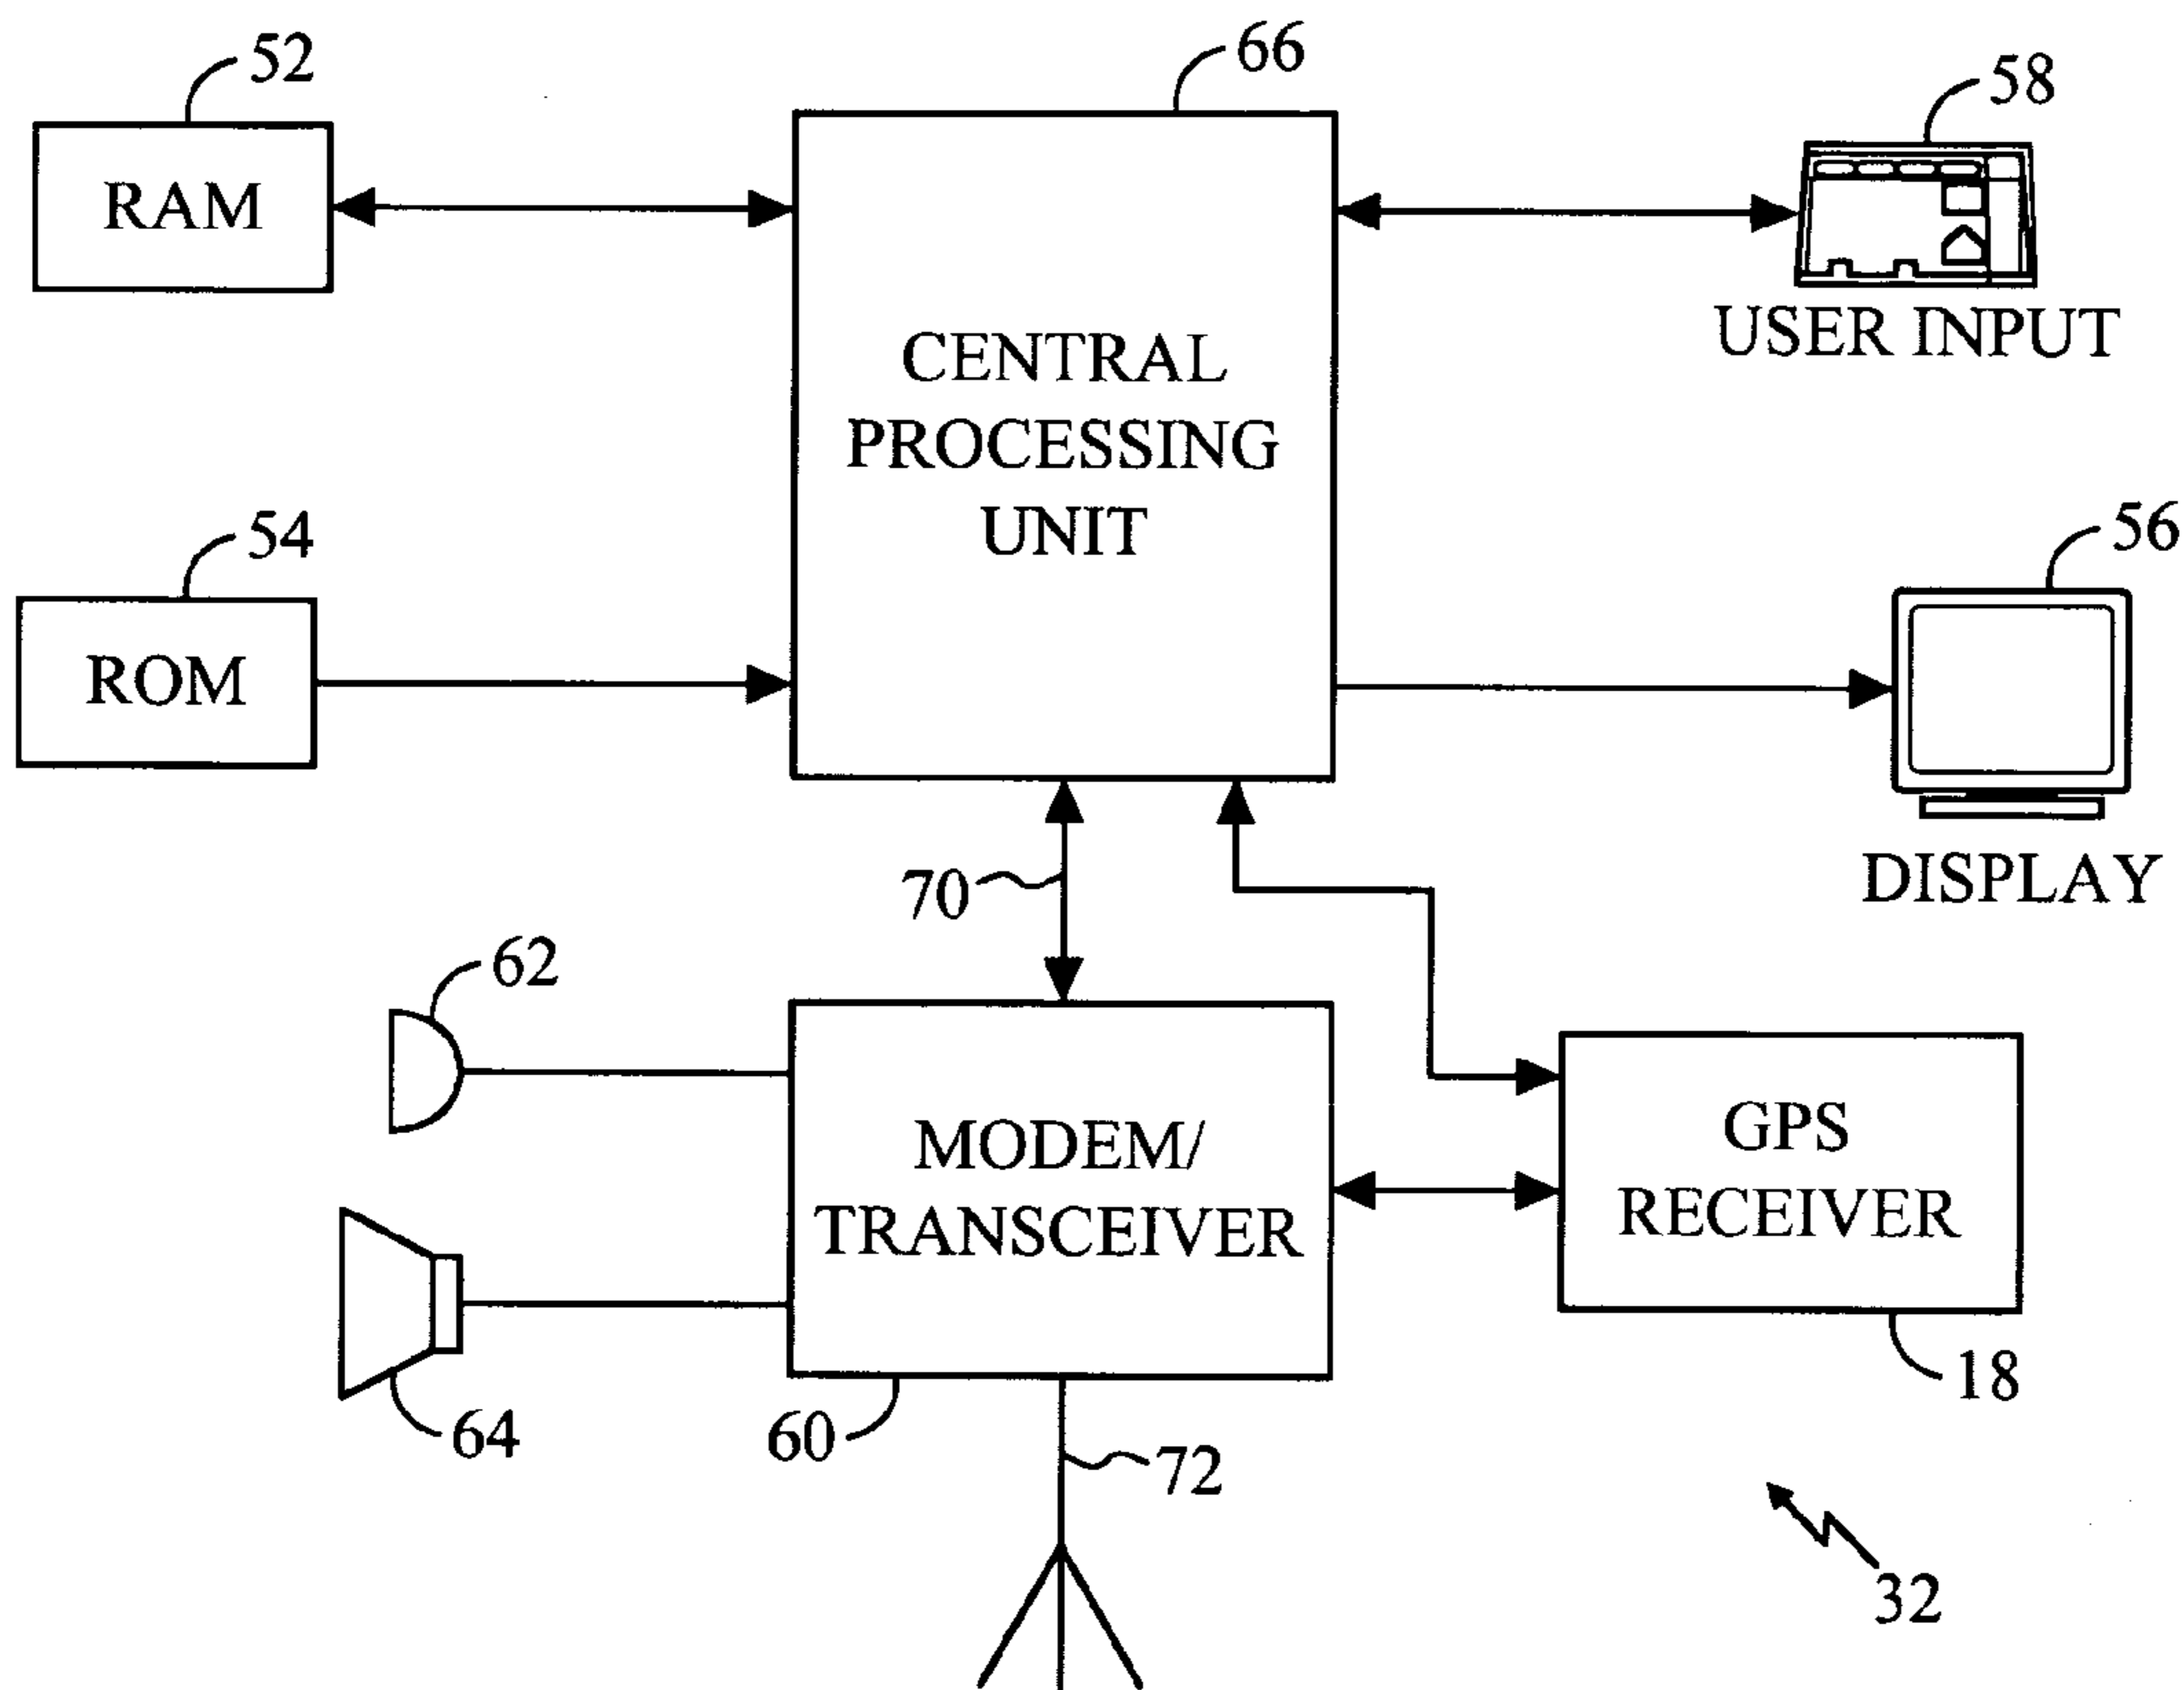 52
66
58
RAM
USER INPUT
CENTRAL
PROCESSING
UNIT
54
56
ROM
DISPLAY
70
62
MODEM/
TRANSCEIVER
GPS
RECEIVER
64
60
72
18
32